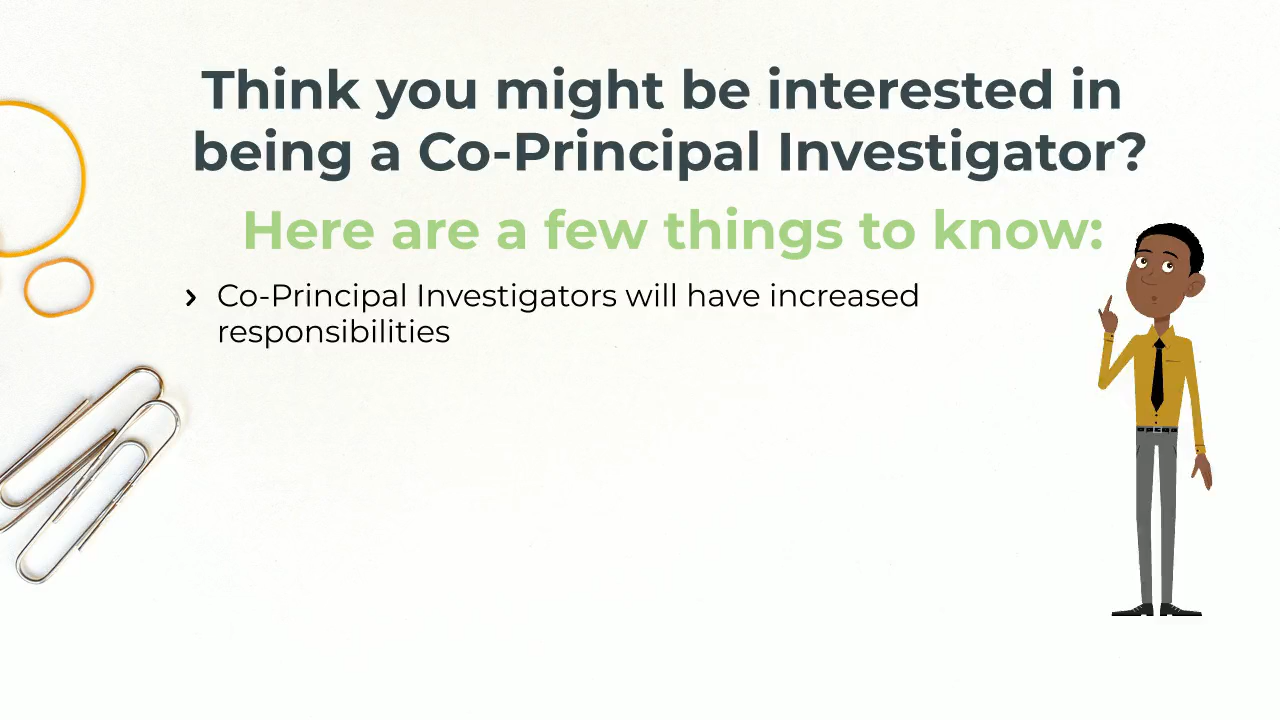 Think you might be interested in
being a Co-Principal Investigator?
Here are a few things to know:
› Co-Principal Investigators will have increased
responsibilities